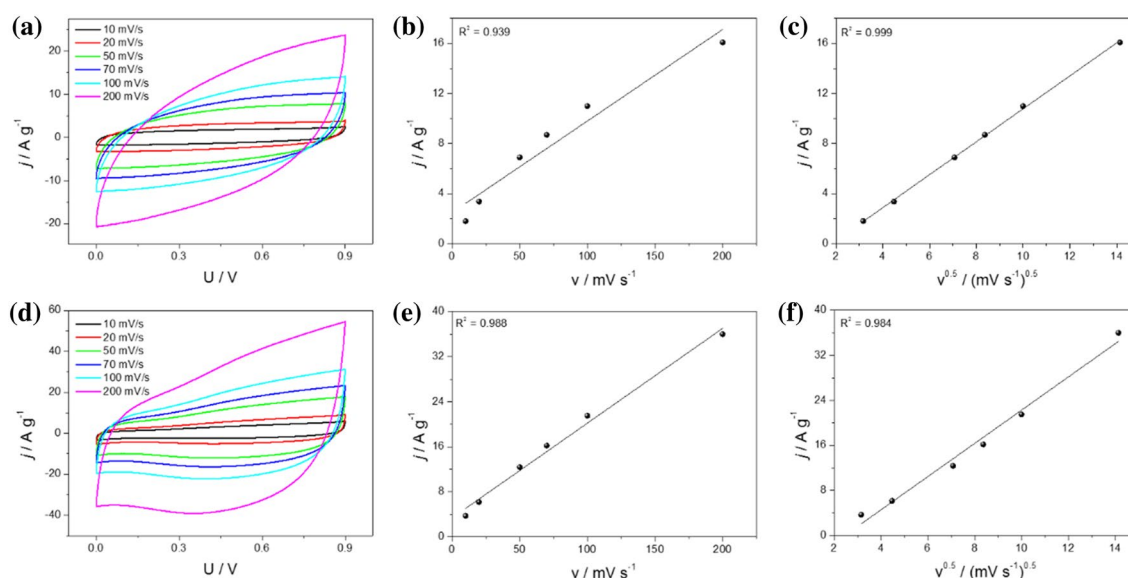 (a)
10 mV/s
20 mV/s
50 mV/s
70 mV/s
100 mV/s
200 mV/s
20
10
0
-10
-20
0.0 0.3 0.6 0.9
j / A g⁻¹
U / V
(b)
R² = 0.939
16
12
8
4
0
0 50 100 150 200
j / A g⁻¹
v / mV s⁻¹
(c)
R² = 0.999
16
12
8
4
0
2 4 6 8 10 12 14
j / A g⁻¹
v⁰·⁵ / (mV s⁻¹)⁰·⁵
(d)
10 mV/s
20 mV/s
50 mV/s
70 mV/s
100 mV/s
200 mV/s
60
40
20
0
-20
-40
0.0 0.3 0.6 0.9
j / A g⁻¹
U / V
(e)
R² = 0.988
40
32
24
16
8
0
0 50 100 150 200
j / A g⁻¹
v / mV s⁻¹
(f)
R² = 0.984
36
27
18
9
0
2 4 6 8 10 12 14
j / A g⁻¹
v⁰·⁵ / (mV s⁻¹)⁰·⁵